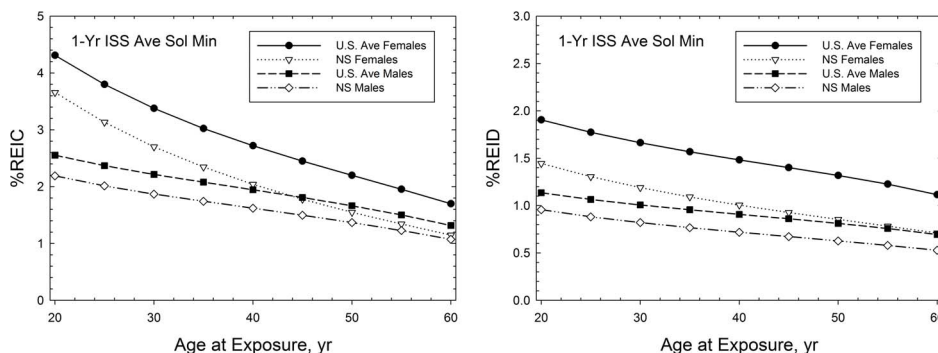 1-Yr ISS Ave Sol Min
U.S. Ave Females
NS Females
U.S. Ave Males
NS Males
%REIC
5
4
3
2
1
0
20 30 40 50 60
Age at Exposure, yr
1-Yr ISS Ave Sol Min
U.S. Ave Females
NS Females
U.S. Ave Males
NS Males
%REID
3.0
2.5
2.0
1.5
1.0
0.5
0.0
20 30 40 50 60
Age at Exposure, yr